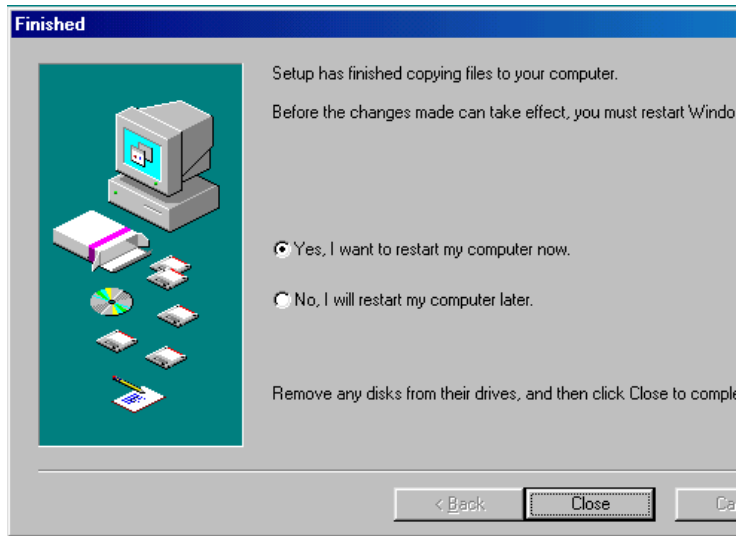 Finished
Setup has finished copying files to your computer.
Before the changes made can take effect, you must restart Windo
Yes, I want to restart my computer now.
No, I will restart my computer later.
Remove any disks from their drives, and then click Close to comple
< Back Close Ca